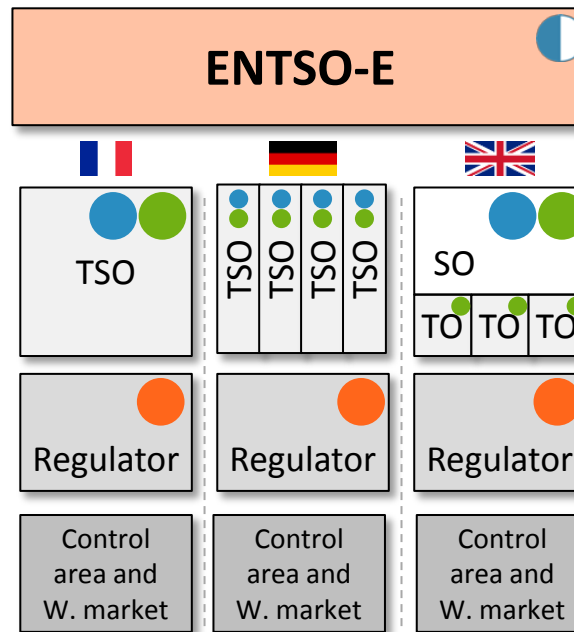 ENTSO-E
TSO
TSO
TSO
TSO
TSO
SO
TO
TO
TO
Regulator
Regulator
Regulator
Control
area and
W. market
Control
area and
W. market
Control
area and
W. market